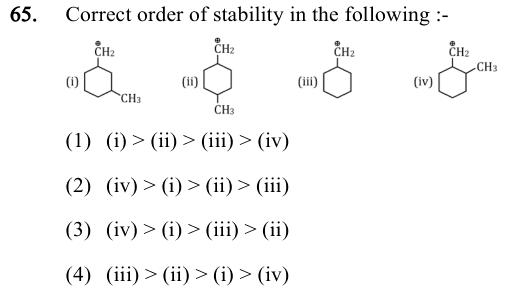 65. Correct order of stability in the following :-
⊕
CH2
(i)
CH3
⊕
CH2
(ii)
CH3
⊕
CH2
(iii)
⊕
CH2
CH3
(iv)
(1) (i) > (ii) > (iii) > (iv)
(2) (iv) > (i) > (ii) > (iii)
(3) (iv) > (i) > (iii) > (ii)
(4) (iii) > (ii) > (i) > (iv)